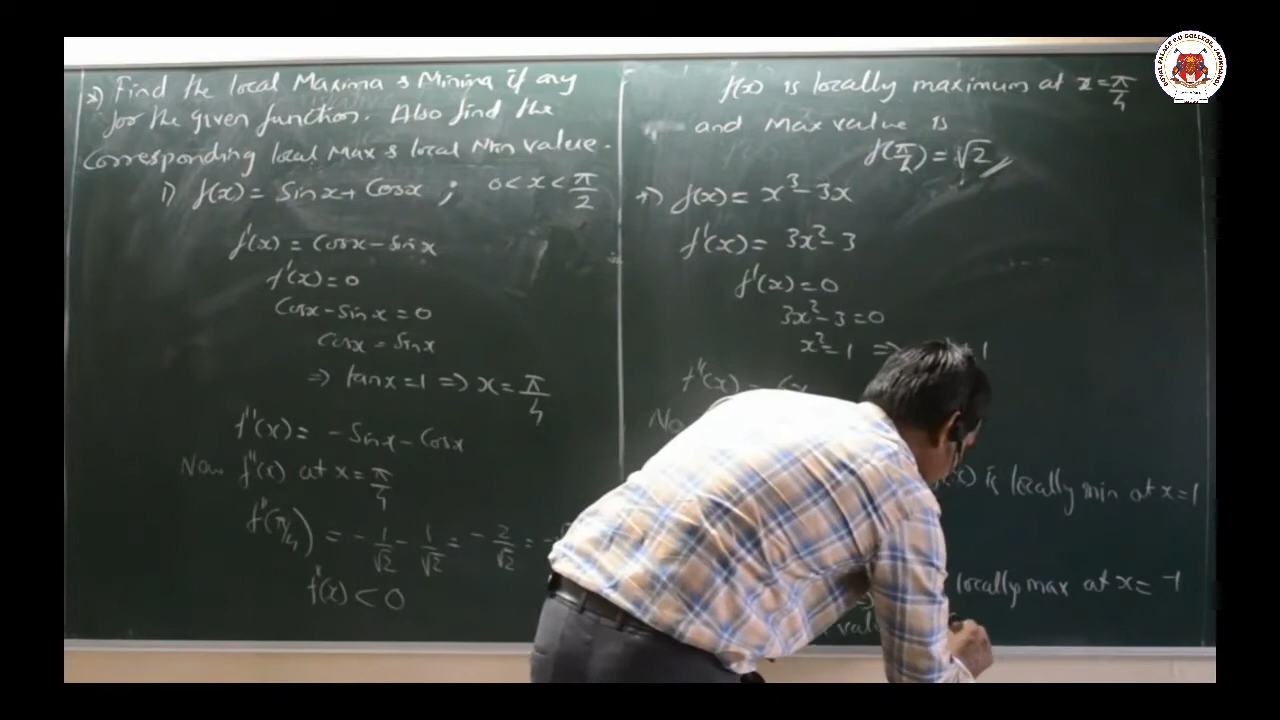 Find the local Maxima & Minima if any
for the given function. Also find the
corresponding local Max & local Min value.
1) f(x) = Sin x + Cos x ; 0 < x < π/2
f'(x) = Cos x - Sin x
f'(x) = 0
Cos x - Sin x = 0
Cos x = Sin x
⇒ tan x = 1 ⇒ x = π/4
f''(x) = - Sin x - Cos x
Now f''(x) at x = π/4
f''(π/4) = - 1/√2 - 1/√2 = - 2/√2 = -
f''(x) < 0
f(x) is locally maximum at x = π/4
and Max value is
f(π/4) = √2
f(x) = x³ - 3x
f'(x) = 3x² - 3
f'(x) = 0
3x² - 3 = 0
x² = 1 ⇒ 1
f''(x) = 6x
is locally min at x = 1
locally max at x = -1